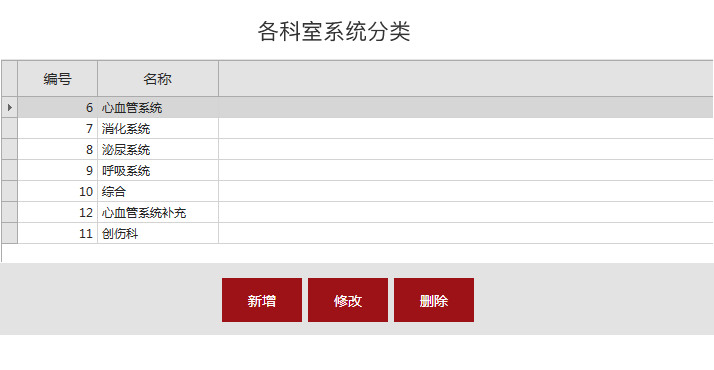 各科室系统分类
编号 名称
6 心血管系统
7 消化系统
8 泌尿系统
9 呼吸系统
10 综合
12 心血管系统补充
11 创伤科
新增 修改 删除